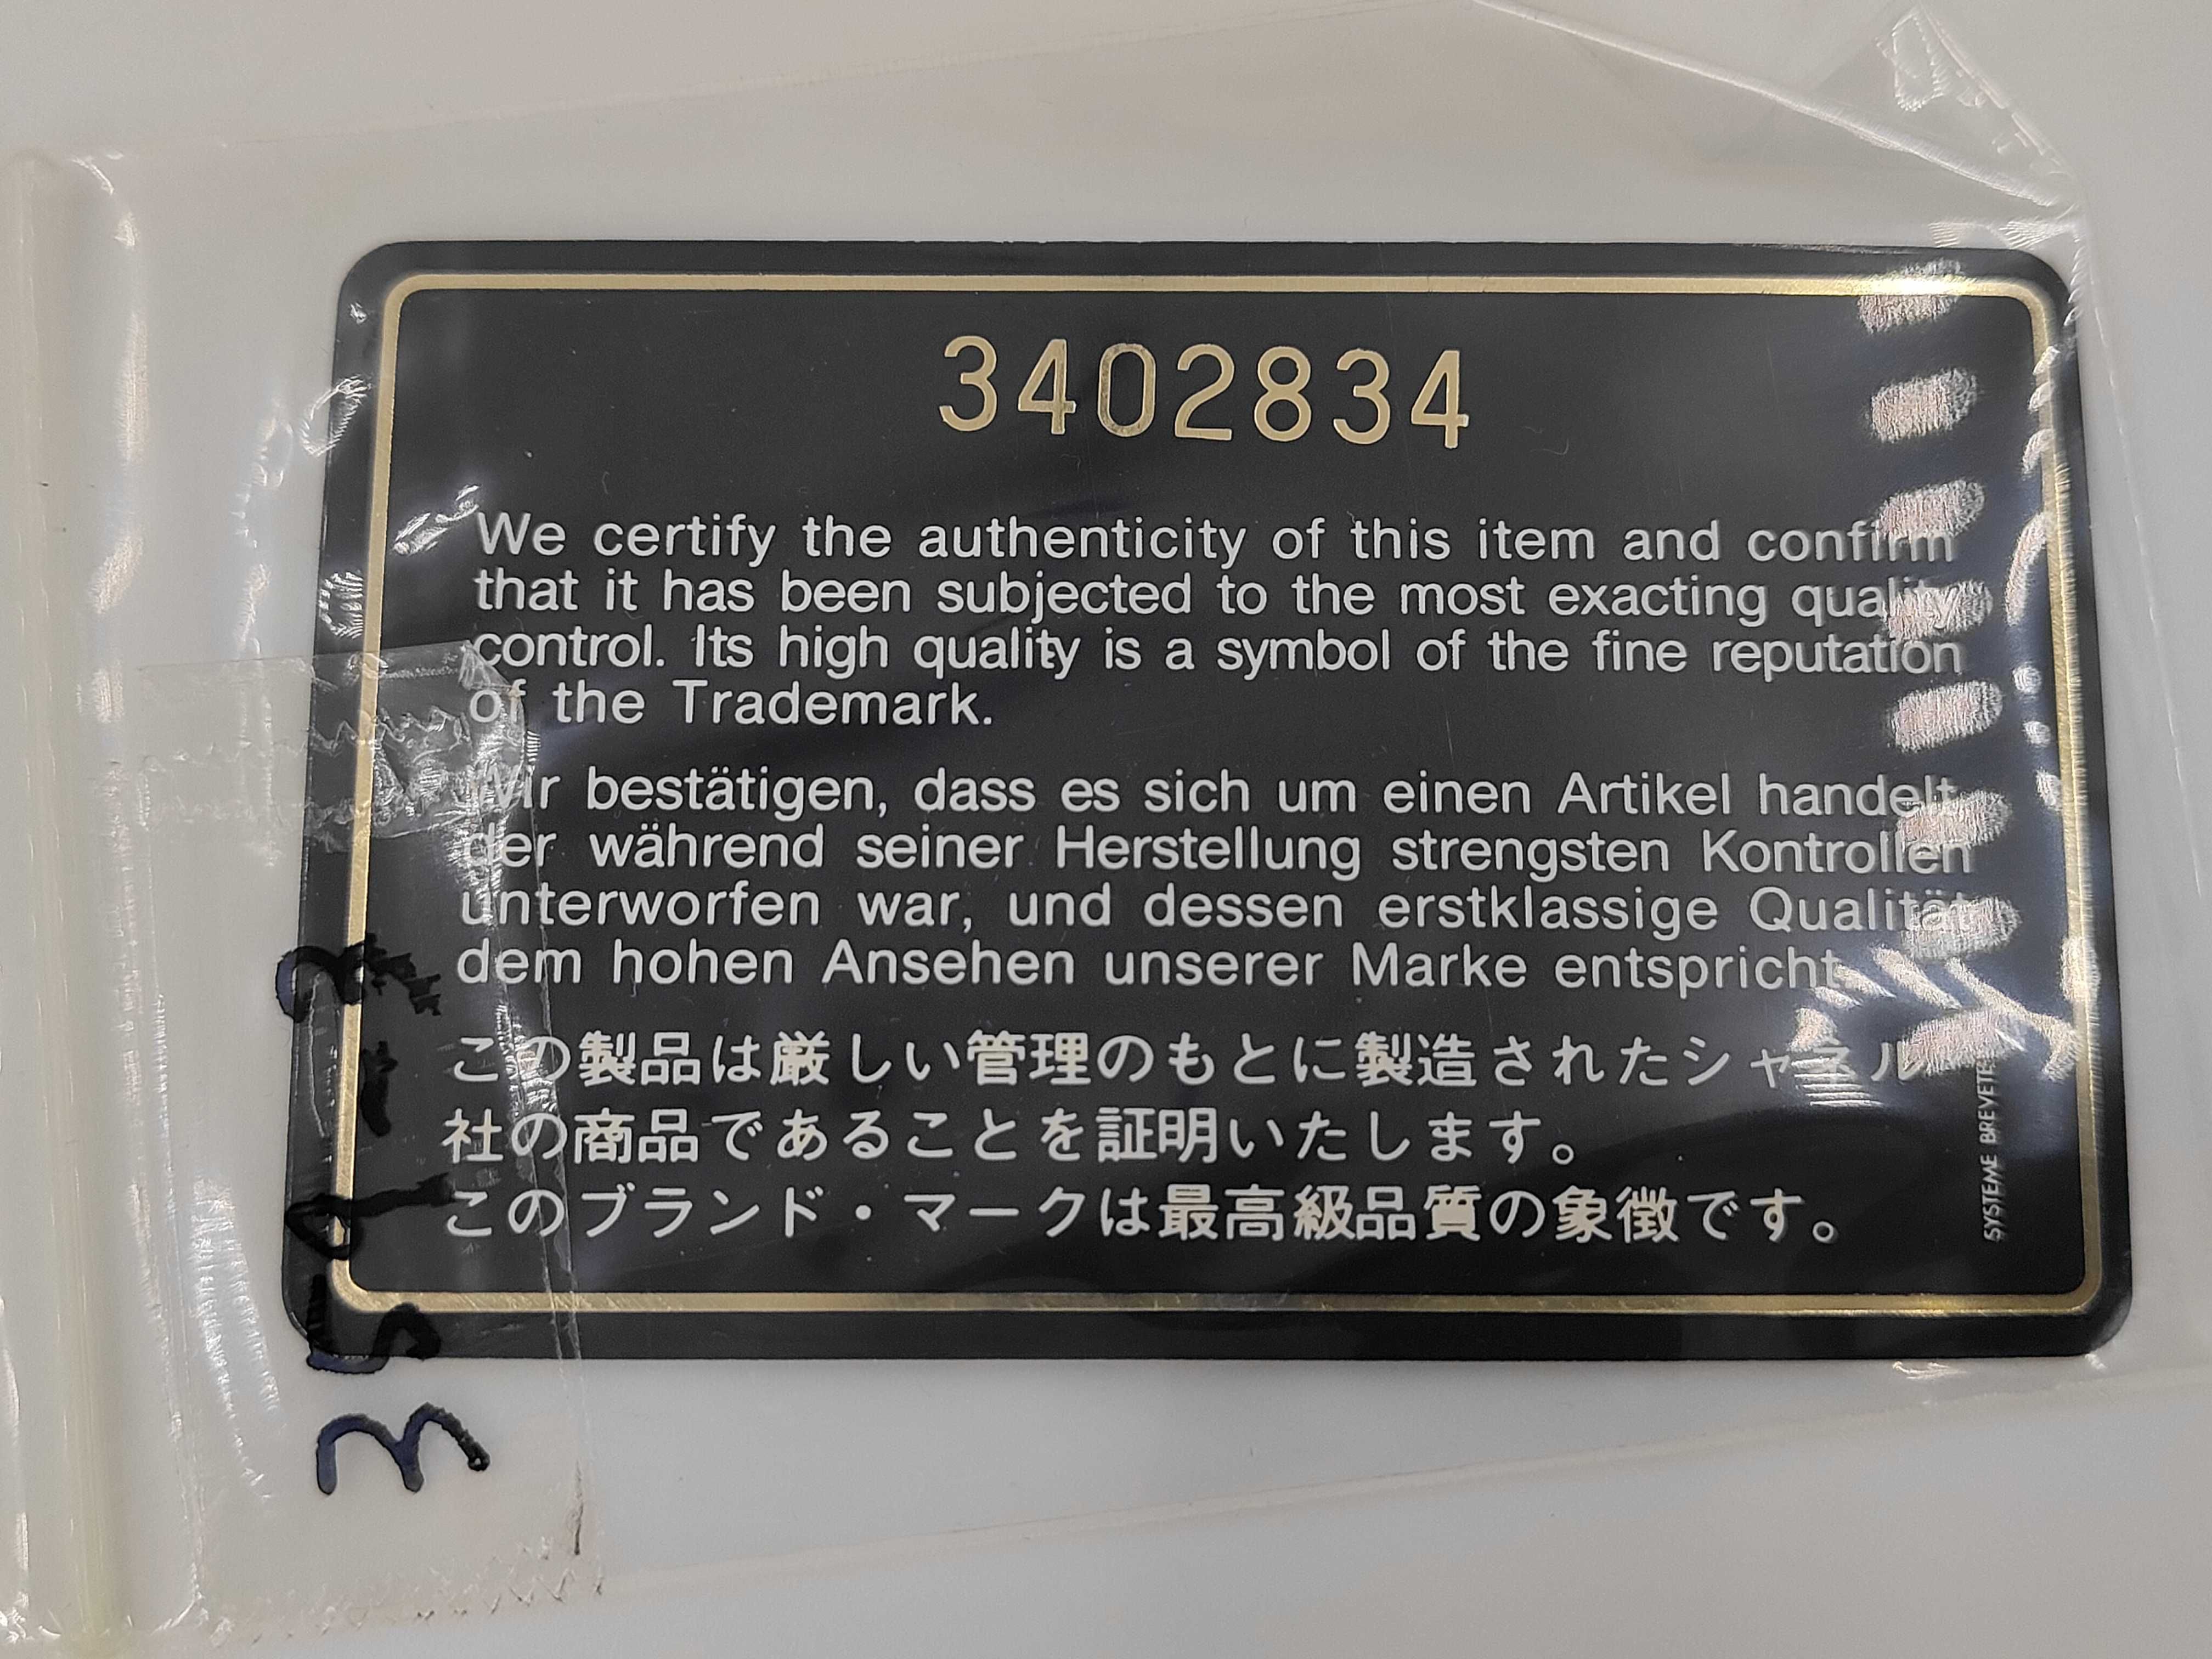 3402834
We certify the authenticity of this item and confirm
that it has been subjected to the most exacting quality
control. Its high quality is a symbol of the fine reputation
of the Trademark.
Wir bestätigen, dass es sich um einen Artikel handelt,
der während seiner Herstellung strengsten Kontrollen
unterworfen war, und dessen erstklassige Qualität
dem hohen Ansehen unserer Marke entspricht.
この製品は厳しい管理のもとに製造されたシャネル
社の商品であることを証明いたします。
このブランド・マークは最高級品質の象徴です。
SYSTEME BREVETE